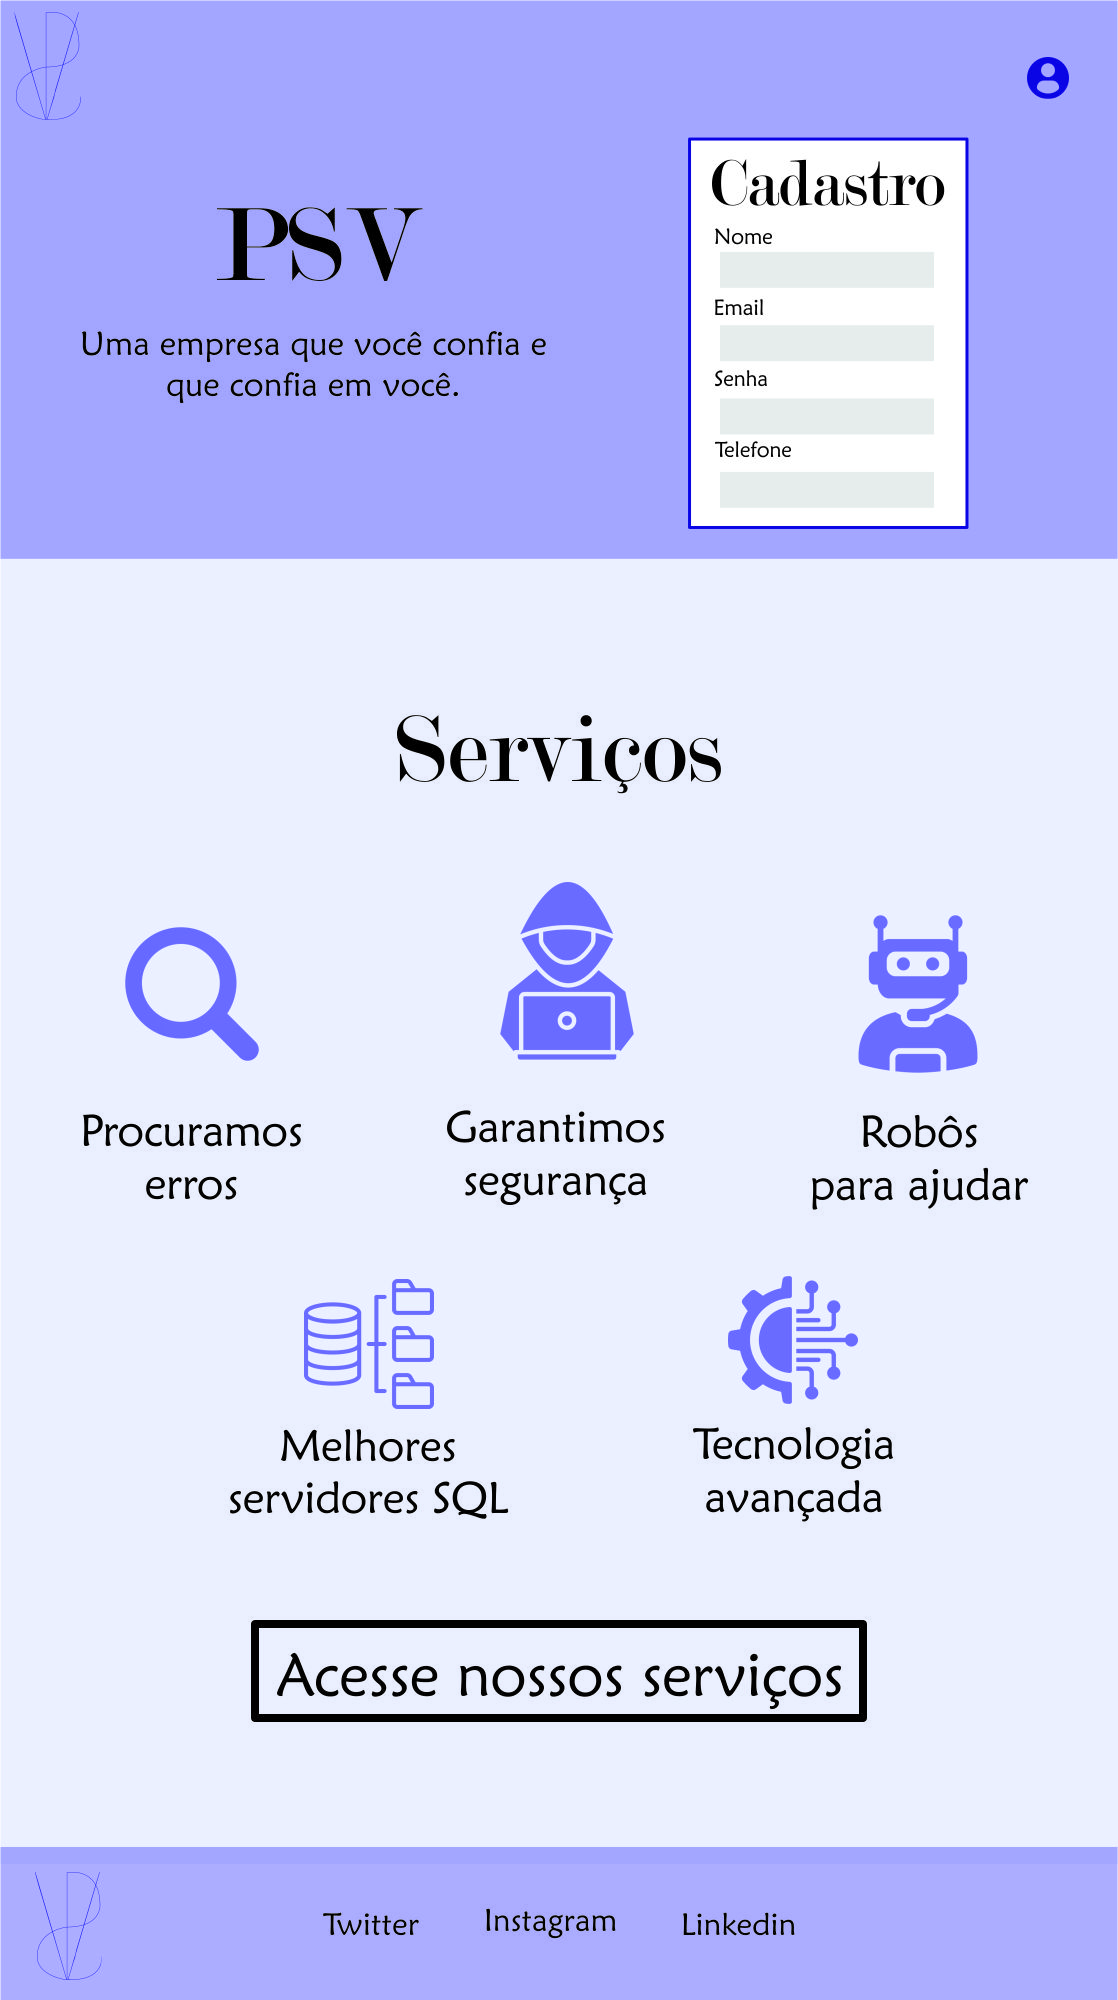 PSV
Uma empresa que você confia e
que confia em você.
Cadastro
Nome
Email
Senha
Telefone
Serviços
Procuramos
erros
Garantimos
segurança
Robôs
para ajudar
Melhores
servidores SQL
Tecnologia
avançada
Acesse nossos serviços
Twitter
Instagram
Linkedin